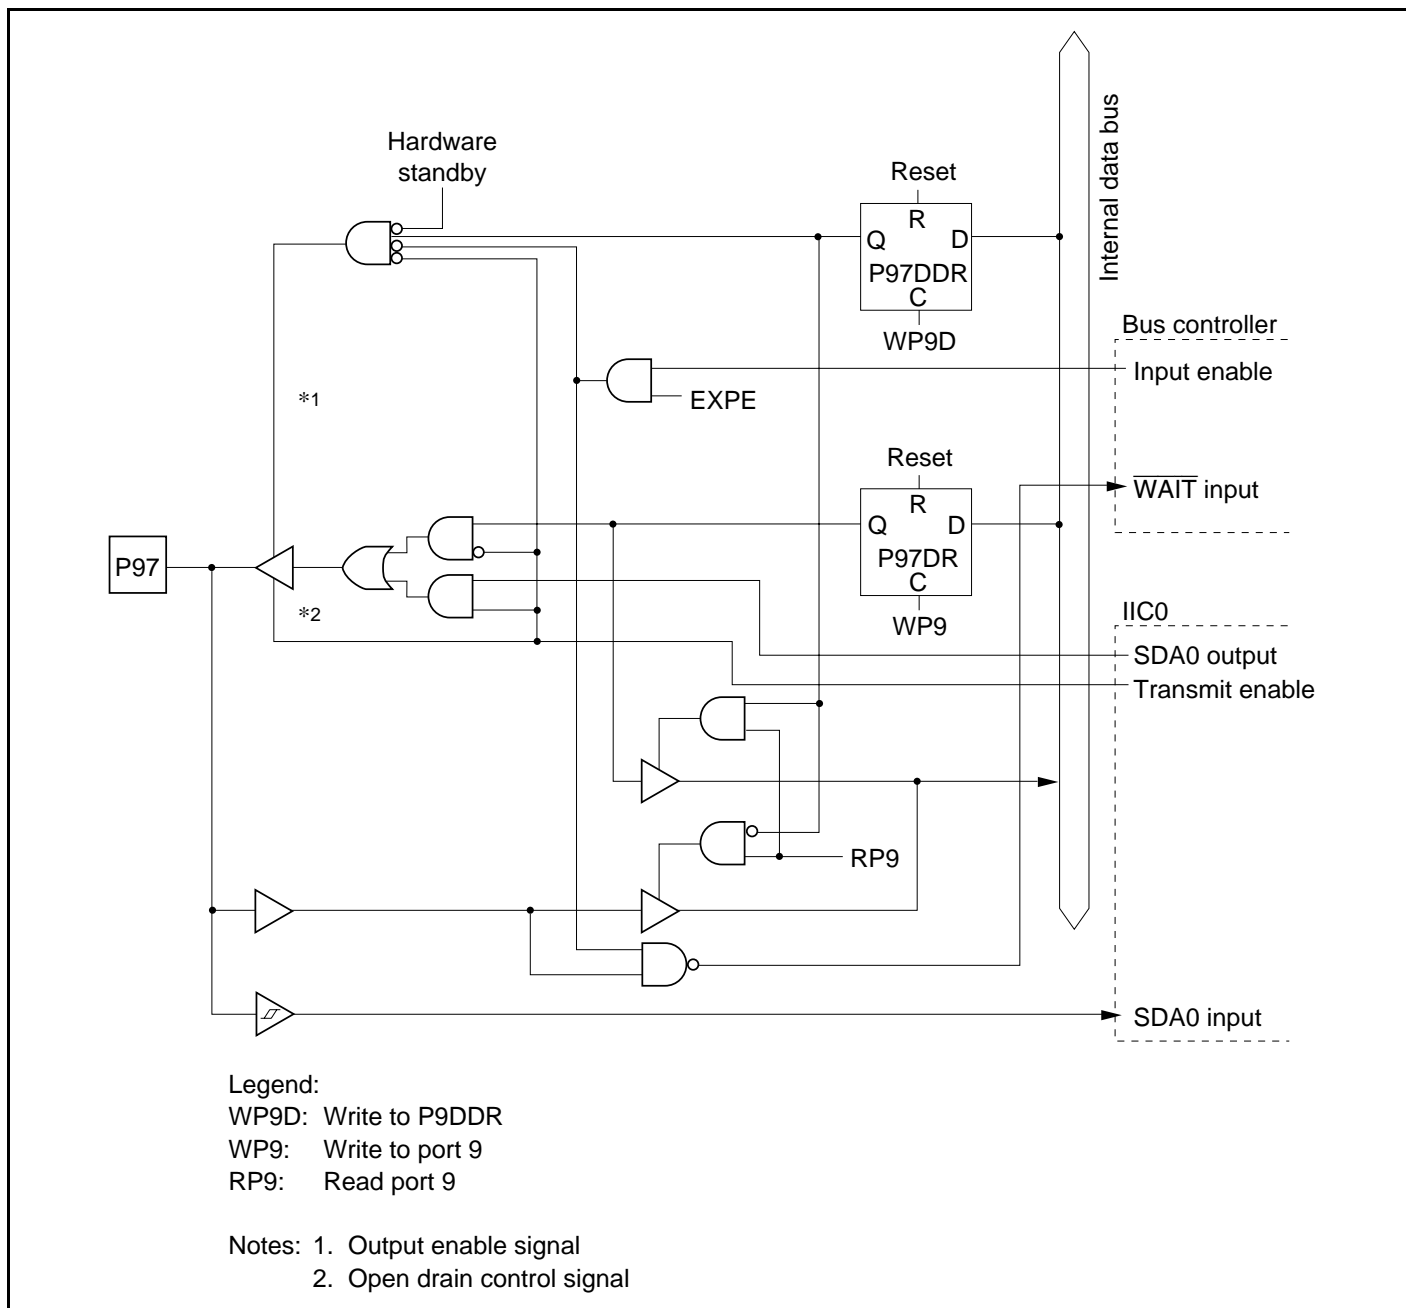 Hardware
standby
Reset
R
Q
D
P97DDR
C
WP9D
Internal data bus
Bus controller
Input enable
EXPE
*1
Reset
R
Q
D
P97DR
C
WP9
WAIT input
P97
*2
IIC0
SDA0 output
Transmit enable
RP9
SDA0 input
Legend:
WP9D: Write to P9DDR
WP9: Write to port 9
RP9: Read port 9
Notes: 1. Output enable signal
2. Open drain control signal